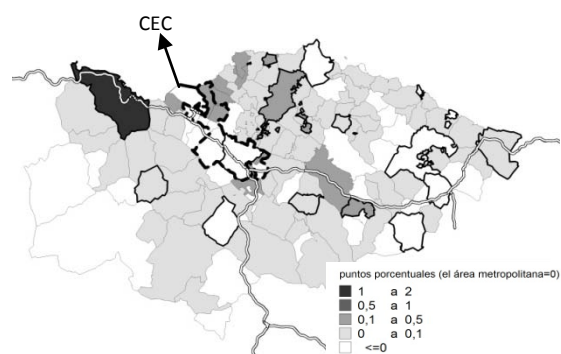 CEC
puntos porcentuales (el área metropolitana=0)
1 a 2
0,5 a 1
0,1 a 0,5
0 a 0,1
<=0